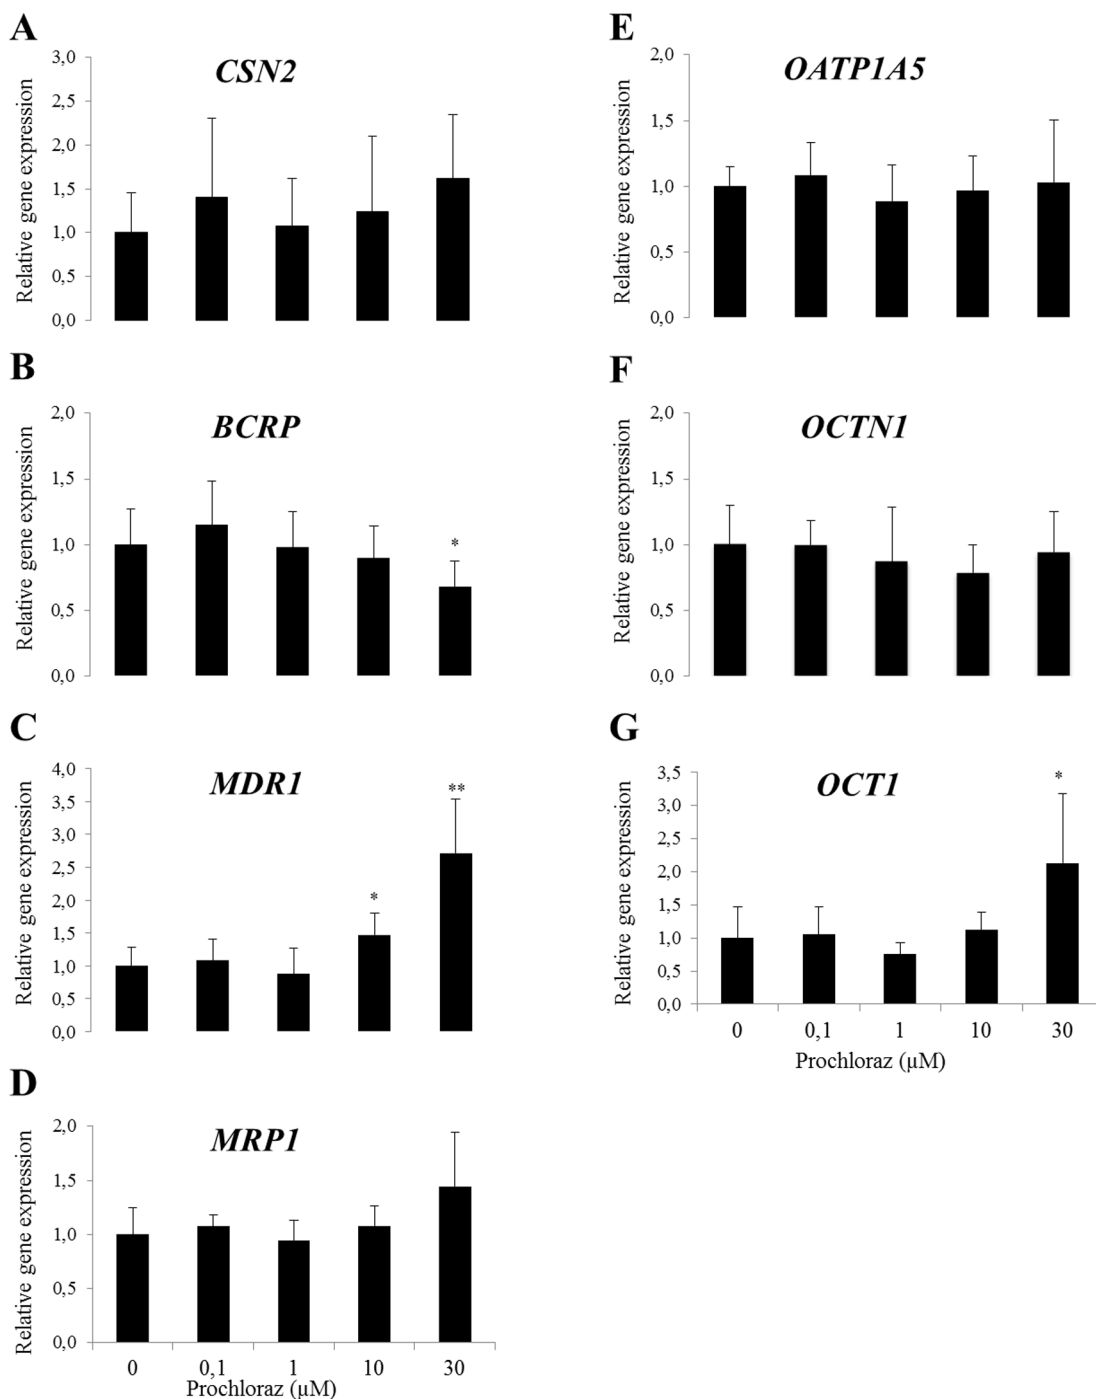 A
CSN2
Relative gene expression
3,0
2,5
2,0
1,5
1,0
0,5
0,0
B
BCRP
Relative gene expression
2,0
1,5
1,0
0,5
0,0
*
C
MDR1
Relative gene expression
4,0
3,5
3,0
2,5
2,0
1,5
1,0
0,5
0,0
*
**
D
MRP1
Relative gene expression
2,0
1,5
1,0
0,5
0,0
0 0,1 1 10 30
Prochloraz (µM)
E
OATP1A5
Relative gene expression
2,0
1,5
1,0
0,5
0,0
F
OCTN1
Relative gene expression
2,0
1,5
1,0
0,5
0,0
G
OCT1
Relative gene expression
3,5
3,0
2,5
2,0
1,5
1,0
0,5
0,0
*
0 0,1 1 10 30
Prochloraz (µM)